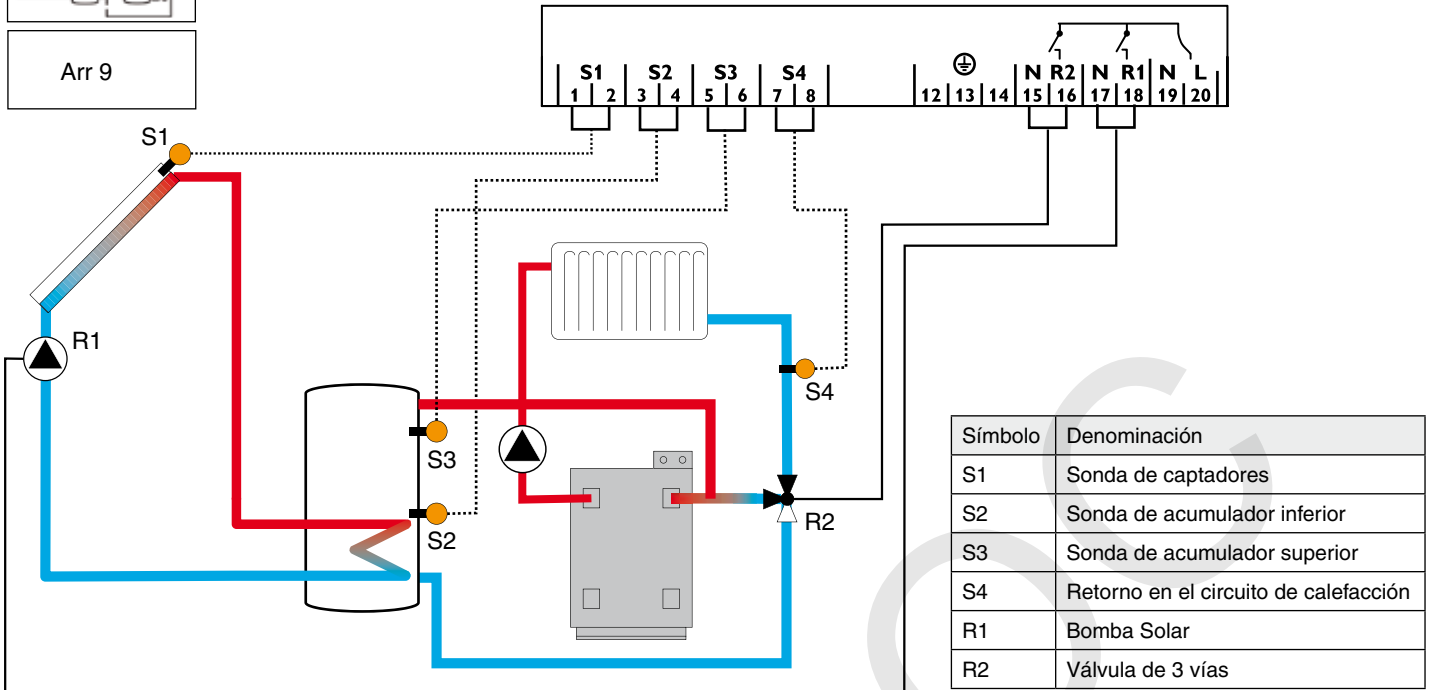 Arr 9
S1 S2 S3 S4 N R2 N R1 N L
1 2 3 4 5 6 7 8 12 13 14 15 16 17 18 19 20
S1
R1
S3
S2
S4
R2
Símbolo Denominación
S1 Sonda de captadores
S2 Sonda de acumulador inferior
S3 Sonda de acumulador superior
S4 Retorno en el circuito de calefacción
R1 Bomba Solar
R2 Válvula de 3 vías